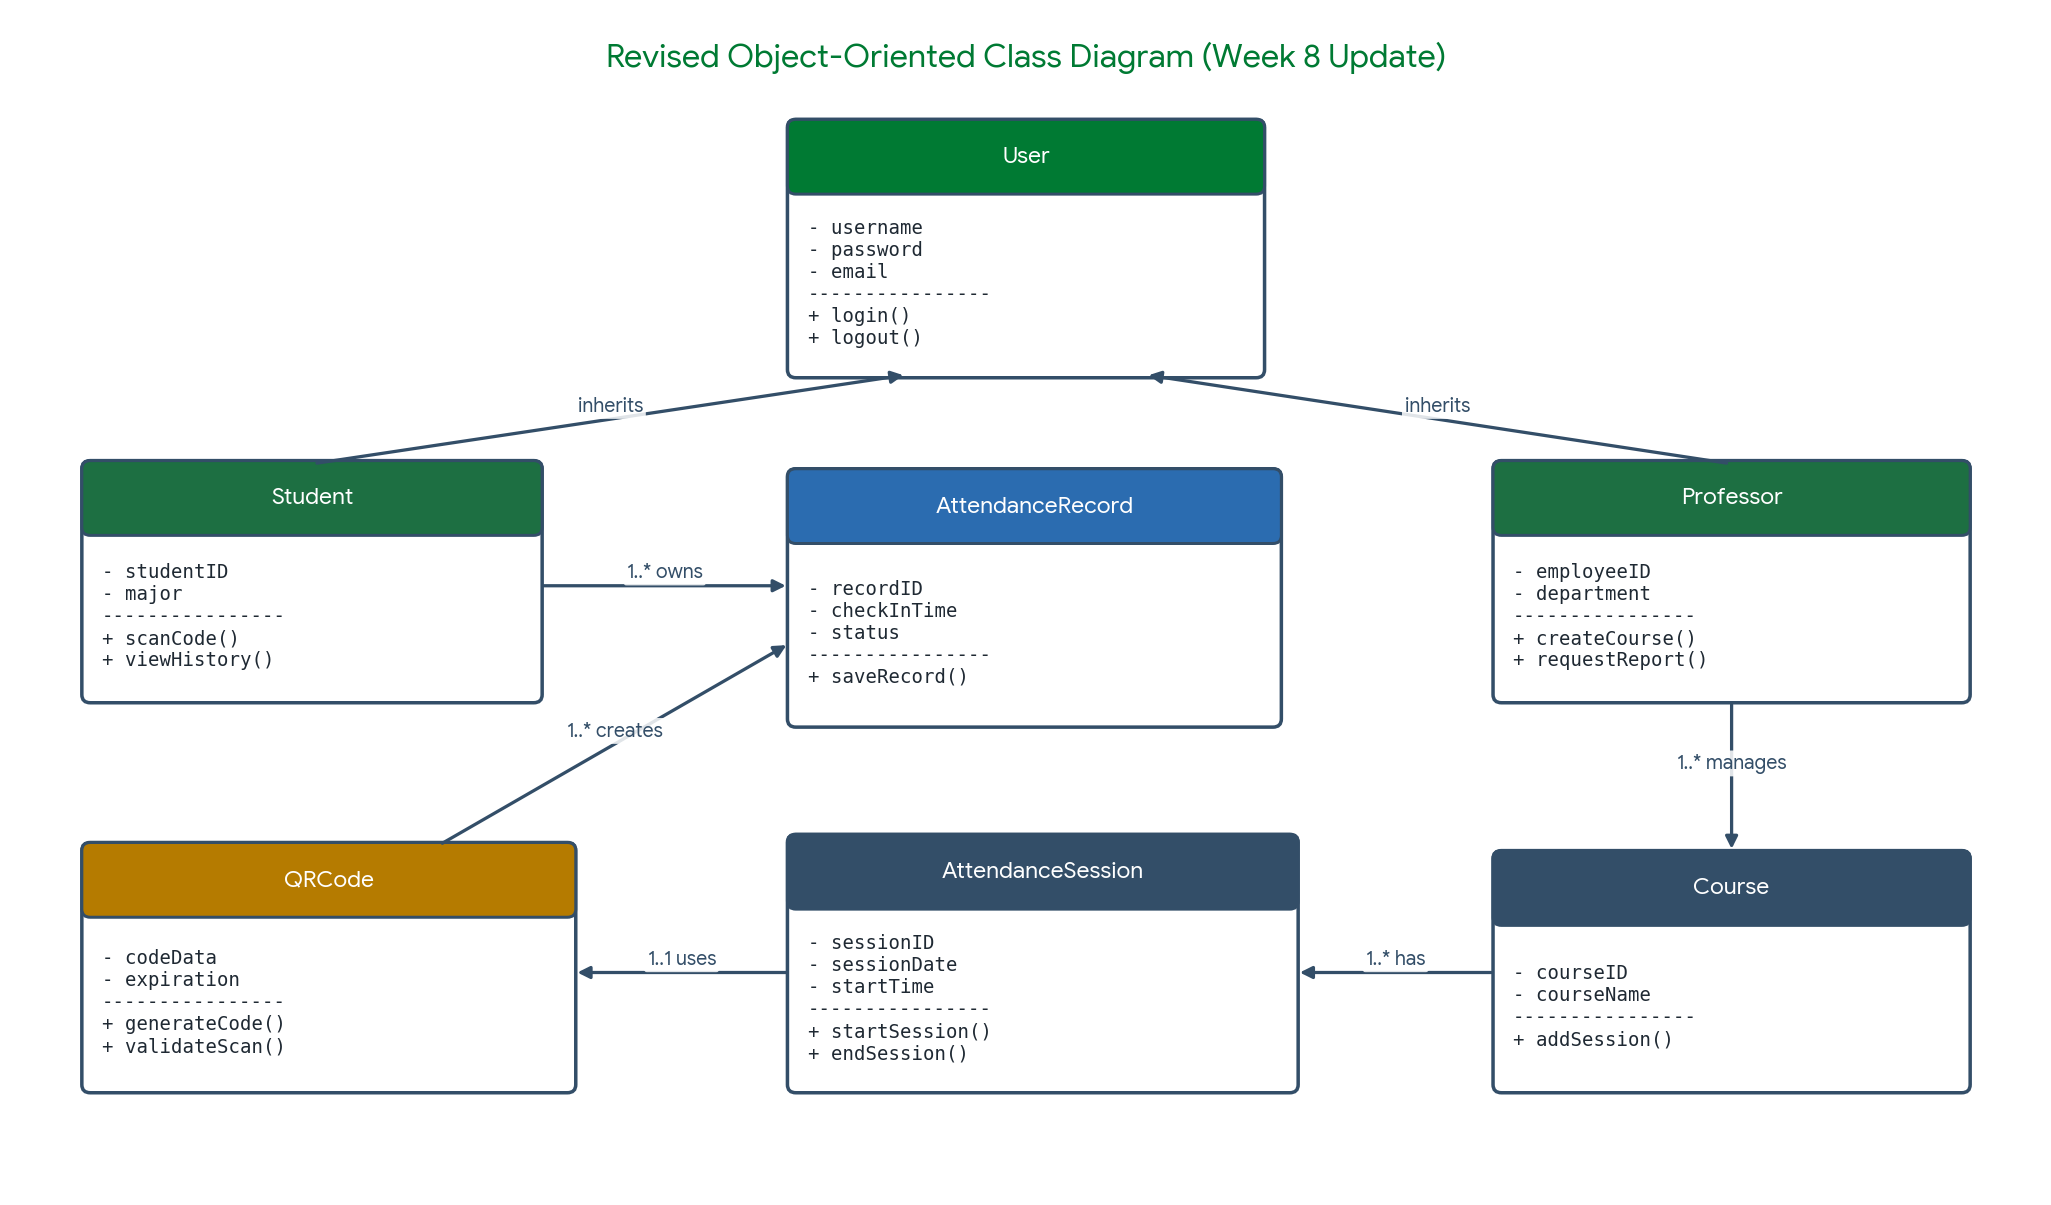 Revised Object-Oriented Class Diagram (Week 8 Update)
User
- username
- password
- email
----------------
+ login()
+ logout()
inherits
inherits
Student
- studentID
- major
----------------
+ scanCode()
+ viewHistory()
1..* owns
AttendanceRecord
- recordID
- checkInTime
- status
----------------
+ saveRecord()
Professor
- employeeID
- department
----------------
+ createCourse()
+ requestReport()
1..* creates
1..* manages
QRCode
- codeData
- expiration
----------------
+ generateCode()
+ validateScan()
1..1 uses
AttendanceSession
- sessionID
- sessionDate
- startTime
----------------
+ startSession()
+ endSession()
1..* has
Course
- courseID
- courseName
----------------
+ addSession()